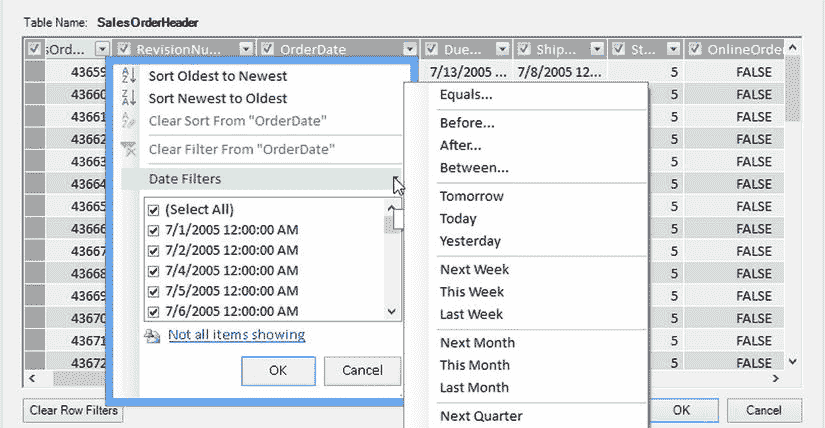 Table Name: SalesOrderHeader
sOrd... RevisionNu... OrderDate Due... Ship... St... OnlineOrder
43659 7/13/2005 ... 7/8/2005 12... 5 FALSE
43660 5 FALSE
43661 5 FALSE
43662 5 FALSE
43663 5 FALSE
43664 5 FALSE
43665 5 FALSE
43666 5 FALSE
43667 5 FALSE
43668 5 FALSE
43669 5 FALSE
43670 5 FALSE
43671 5 FALSE
43672 5 FALSE
Sort Oldest to Newest
Sort Newest to Oldest
Clear Sort From "OrderDate"
Clear Filter From "OrderDate"
Date Filters
(Select All)
7/1/2005 12:00:00 AM
7/2/2005 12:00:00 AM
7/4/2005 12:00:00 AM
7/5/2005 12:00:00 AM
7/6/2005 12:00:00 AM
Not all items showing
OK Cancel
Equals...
Before...
After...
Between...
Tomorrow
Today
Yesterday
Next Week
This Week
Last Week
Next Month
This Month
Last Month
Next Quarter
Clear Row Filters OK Cancel